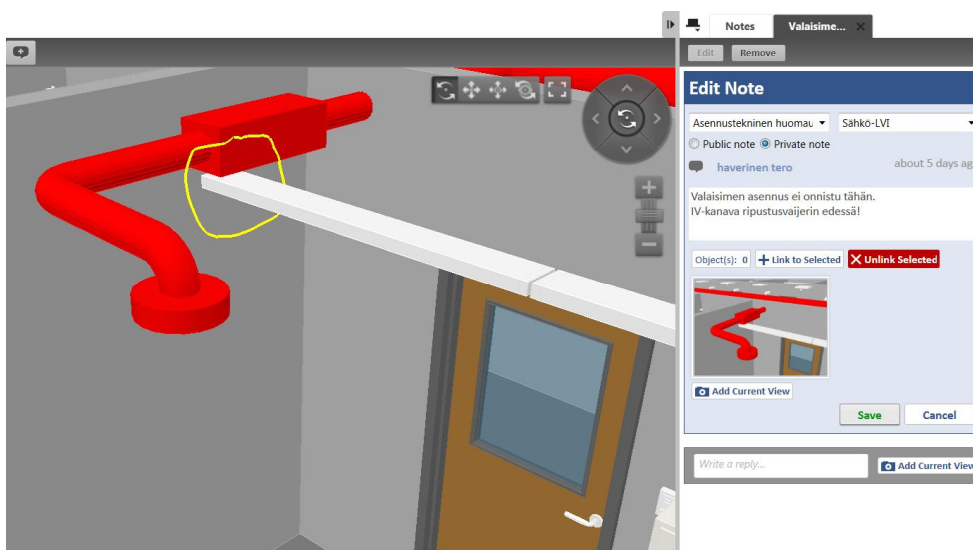 Notes
Valaisime...
Edit
Remove
Edit Note
Asennustekninen huomau
Sähkö-LVI
Public note
Private note
haverinen tero
about 5 days ag
Valaisimen asennus ei onnistu tähän.
IV-kanava ripustusvaijerin edessä!
Object(s): 0
Link to Selected
Unlink Selected
Add Current View
Save
Cancel
Write a reply...
Add Current View